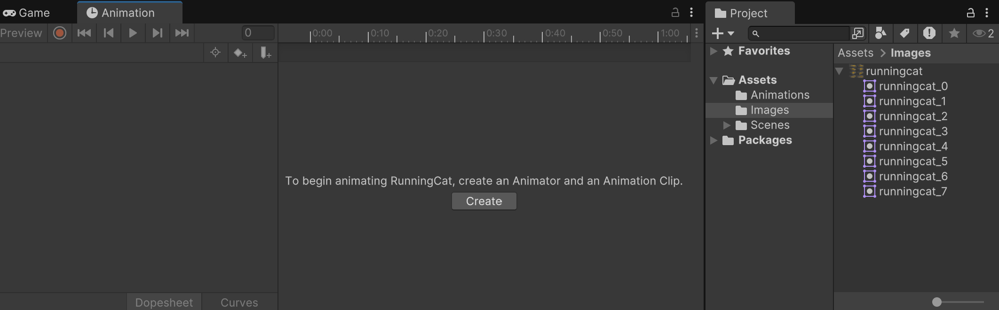 Game
Animation
Preview
0
0:00 0:10 0:20 0:30 0:40 0:50 1:00
To begin animating RunningCat, create an Animator and an Animation Clip.
Create
Dopesheet
Curves
Project
2
Favorites
Assets
Animations
Images
Scenes
Packages
Assets > Images
runningcat
runningcat_0
runningcat_1
runningcat_2
runningcat_3
runningcat_4
runningcat_5
runningcat_6
runningcat_7